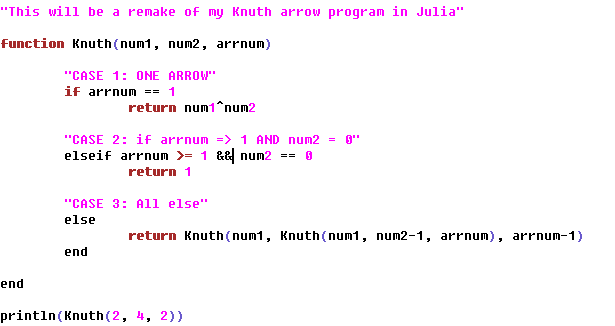 "This will be a remake of my Knuth arrow program in Julia"
function Knuth(num1, num2, arrnum)
"CASE 1: ONE ARROW"
if arrnum == 1
return num1^num2
"CASE 2: if arrnum => 1 AND num2 = 0"
elseif arrnum >= 1 && num2 == 0
return 1
"CASE 3: All else"
else
return Knuth(num1, Knuth(num1, num2-1, arrnum), arrnum-1)
end
end
println(Knuth(2, 4, 2))